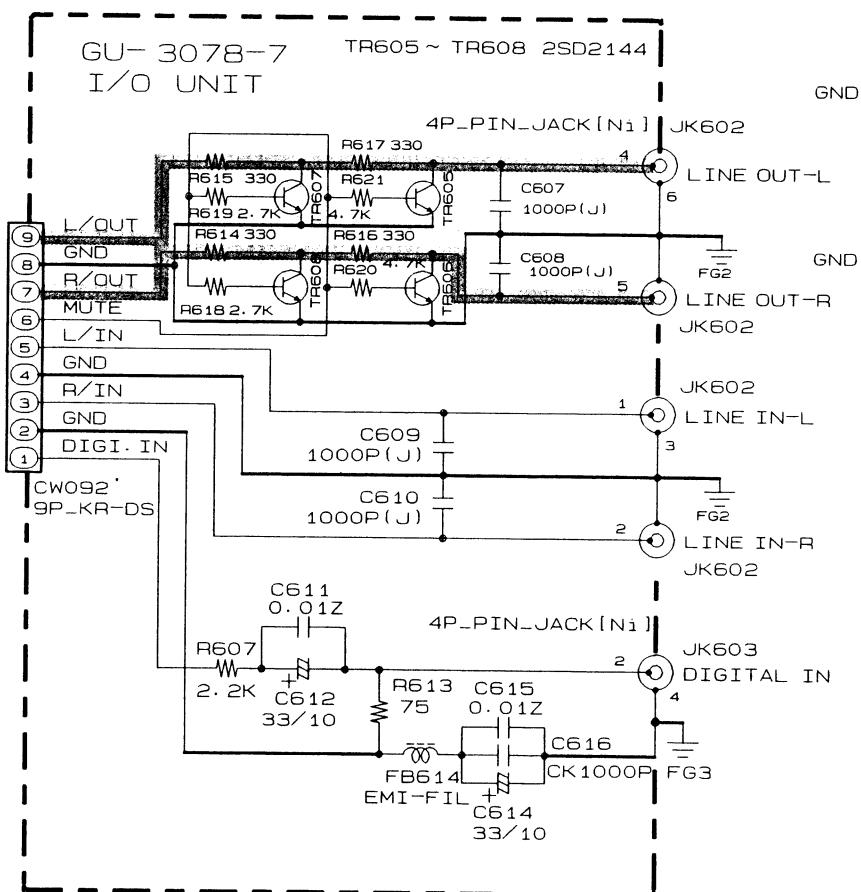 GU-3078-7
I/O UNIT
TR605~TR608 2SD2144
GND
4P_PIN_JACK[Ni] JK602
R617 330
4
LINE OUT-L
R615 330
R621
TR607
TR605
C607
1000P(J)
6
R619 2.7K
4.7K
L/OUT
9
R614 330
R616 330
GND
8
FG2
C608
1000P(J)
GND
R620
4.7K
R/OUT
7
TR606
5
LINE OUT-R
R618 2.7K
MUTE
6
JK602
L/IN
5
GND
4
JK602
R/IN
3
1
LINE IN-L
GND
2
C609
1000P(J)
3
DIGI. IN
1
CW092
9P_KR-DS
C610
1000P(J)
FG2
2
LINE IN-R
JK602
C611
0.01Z
4P_PIN_JACK[Ni]
R607
2.2K
2
JK603
DIGITAL IN
C612
33/10
+
R613
75
C615
0.01Z
4
C616
CK1000P
FG3
FB614
EMI-FIL
+
C614
33/10